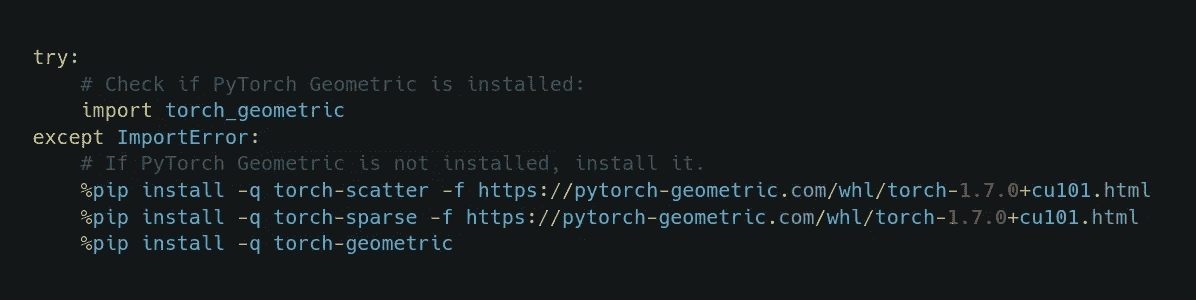 try:
    # Check if PyTorch Geometric is installed:
    import torch_geometric
except ImportError:
    # If PyTorch Geometric is not installed, install it.
    %pip install -q torch-scatter -f https://pytorch-geometric.com/whl/torch-1.7.0+cu101.html
    %pip install -q torch-sparse -f https://pytorch-geometric.com/whl/torch-1.7.0+cu101.html
    %pip install -q torch-geometric